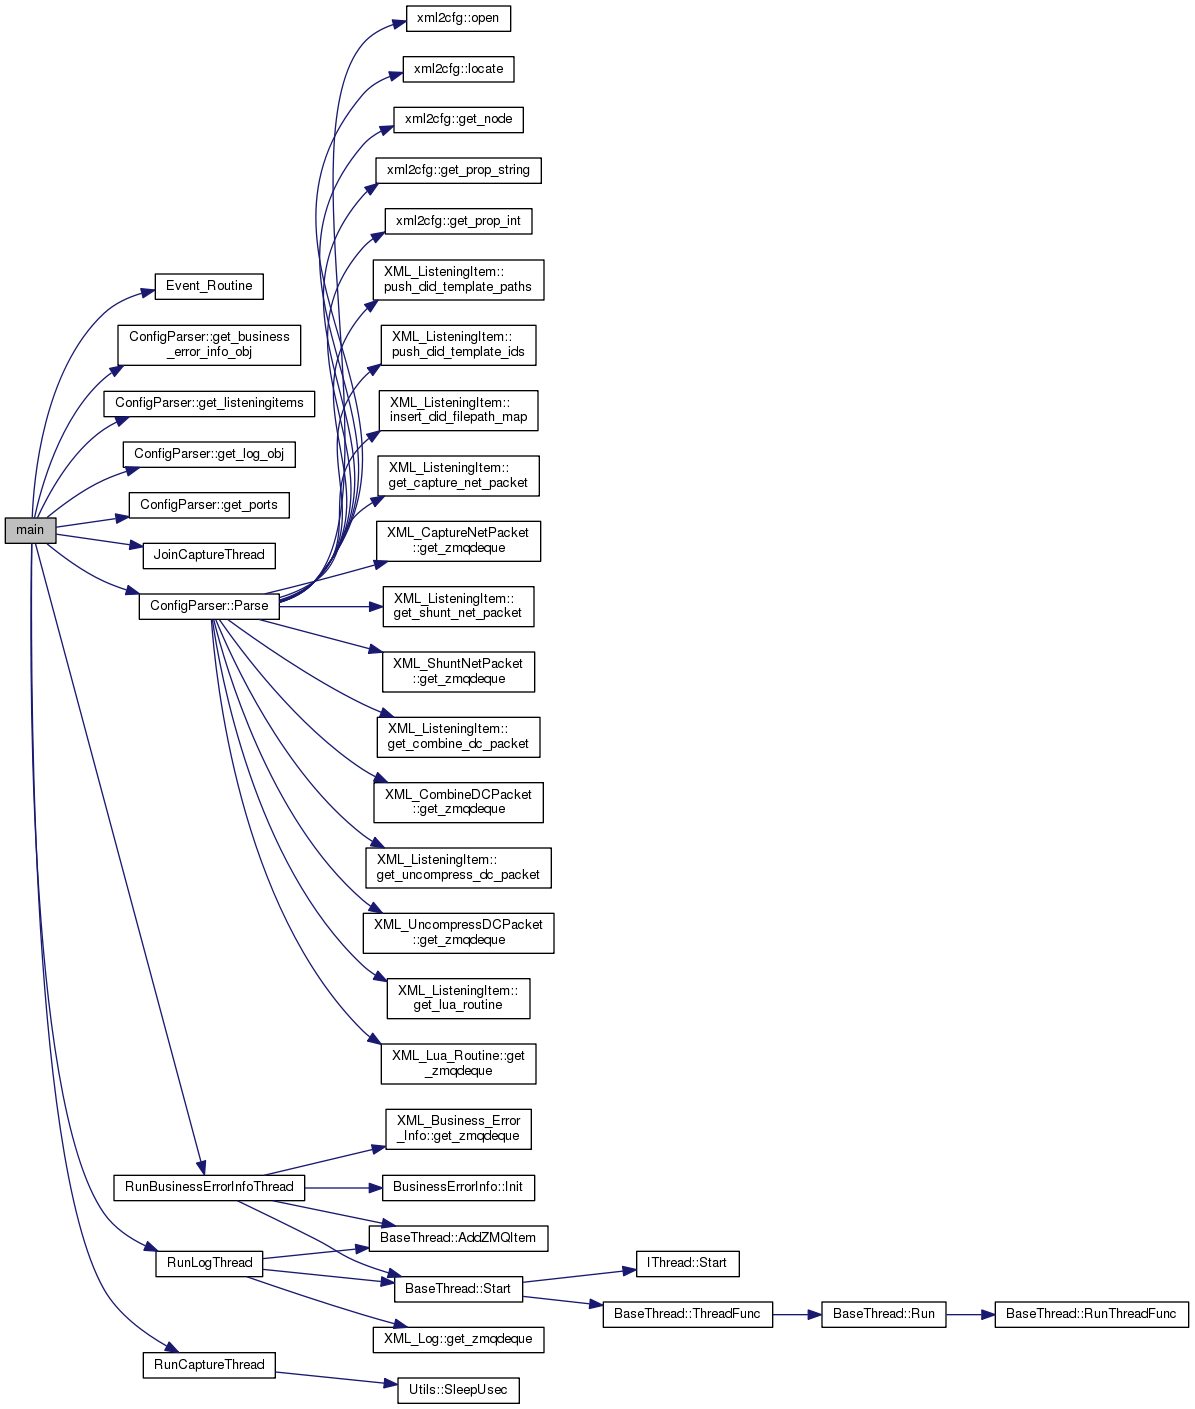 xml2cfg::open
xml2cfg::locate
xml2cfg::get_node
xml2cfg::get_prop_string
xml2cfg::get_prop_int
XML_ListeningItem::
push_did_template_paths
Event_Routine
ConfigParser::get_business
_error_info_obj
XML_ListeningItem::
push_did_template_ids
ConfigParser::get_listeningitems
XML_ListeningItem::
insert_did_filepath_map
ConfigParser::get_log_obj
XML_ListeningItem::
get_capture_net_packet
ConfigParser::get_ports
main
XML_CaptureNetPacket
::get_zmqdeque
JoinCaptureThread
ConfigParser::Parse
XML_ListeningItem::
get_shunt_net_packet
XML_ShuntNetPacket
::get_zmqdeque
XML_ListeningItem::
get_combine_dc_packet
XML_CombineDCPacket
::get_zmqdeque
XML_ListeningItem::
get_uncompress_dc_packet
XML_UncompressDCPacket
::get_zmqdeque
XML_ListeningItem::
get_lua_routine
XML_Lua_Routine::get
_zmqdeque
XML_Business_Error
_Info::get_zmqdeque
RunBusinessErrorInfoThread
BusinessErrorInfo::Init
BaseThread::AddZMQItem
RunLogThread
IThread::Start
BaseThread::Start
BaseThread::ThreadFunc
BaseThread::Run
BaseThread::RunThreadFunc
XML_Log::get_zmqdeque
RunCaptureThread
Utils::SleepUsec